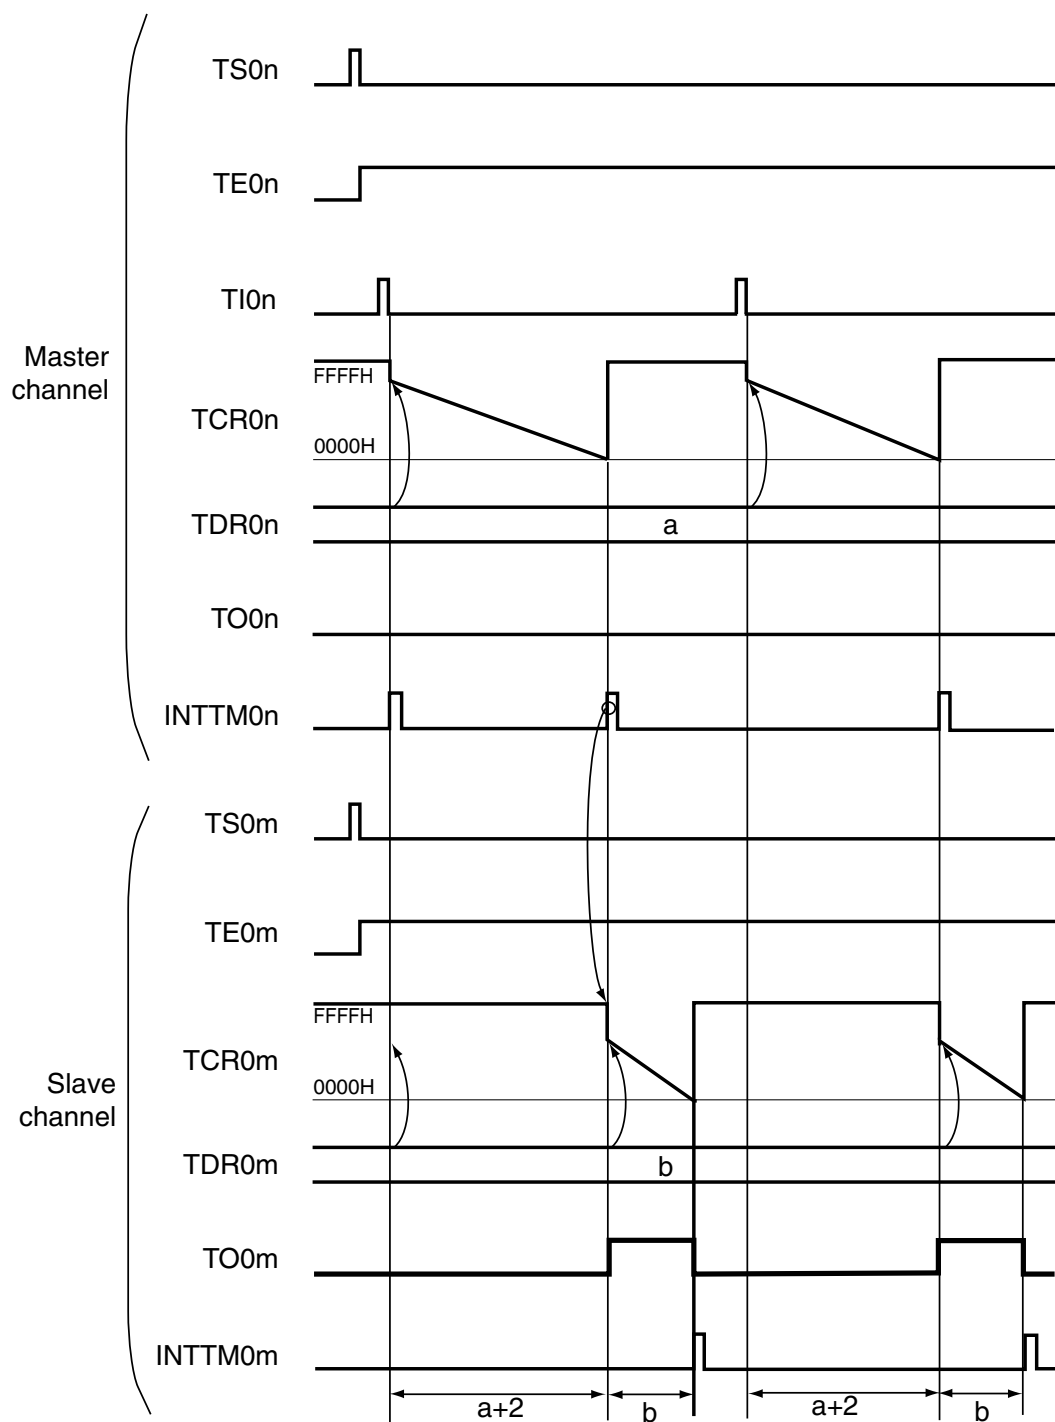 Master
channel
TS0n
TE0n
TI0n
FFFFH
TCR0n
0000H
TDR0n
a
TO0n
INTTM0n
Slave
channel
TS0m
TE0m
FFFFH
TCR0m
0000H
TDR0m
b
TO0m
INTTM0m
a+2 b a+2 b